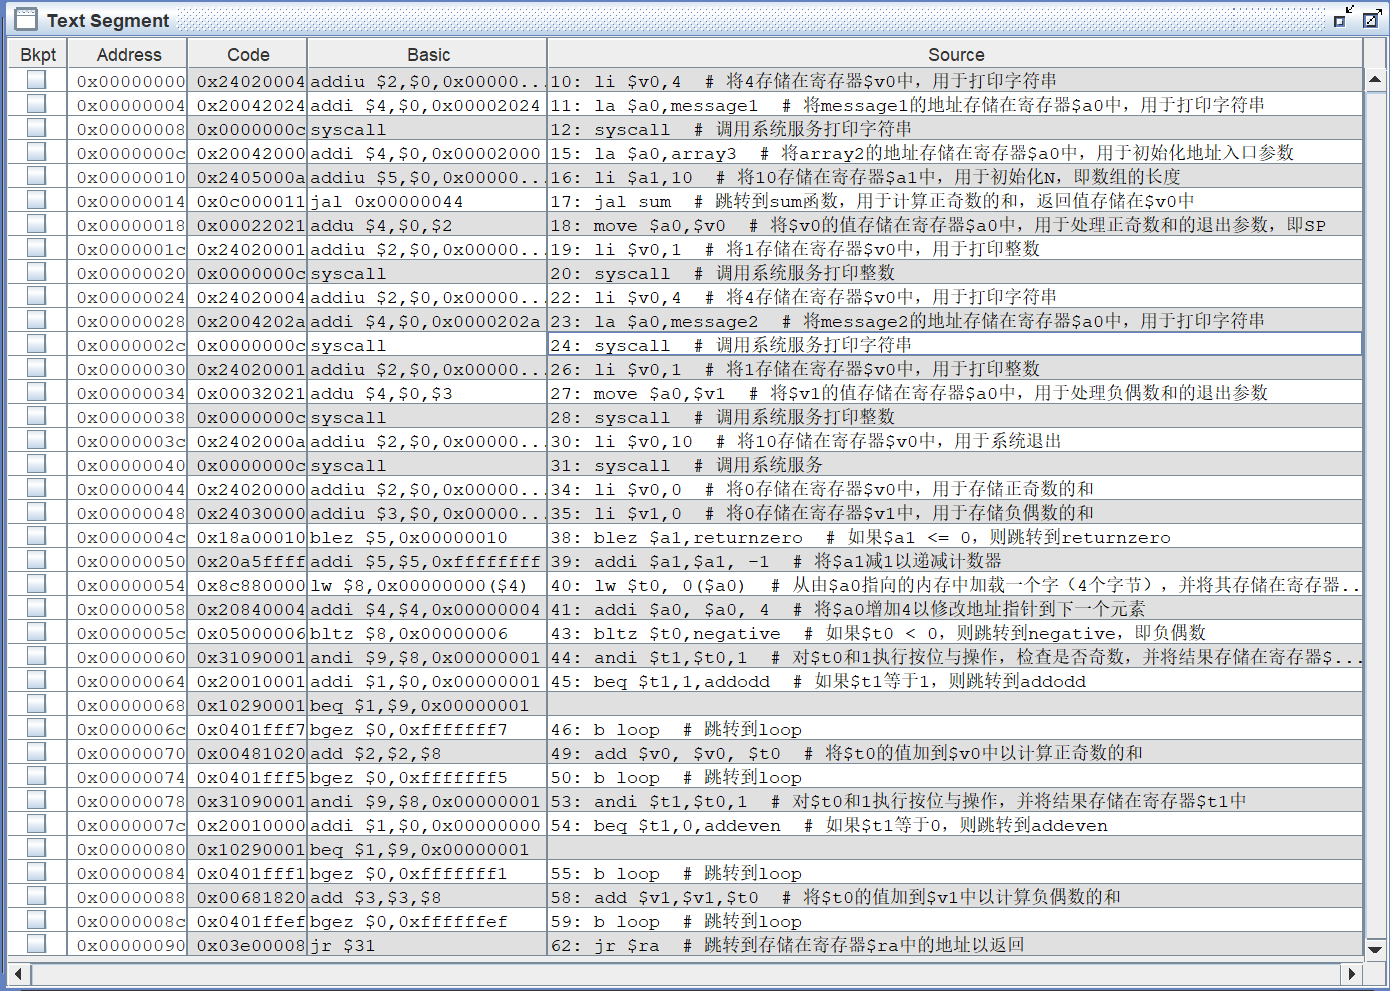 Text Segment
Bkpt Address Code Basic Source
0x00000000 0x24020004 addiu $2,$0,0x00000... 10: li $v0,4  # 将4存储在寄存器$v0中，用于打印字符串
0x00000004 0x20042024 addi $4,$0,0x00002024 11: la $a0,message1  # 将message1的地址存储在寄存器$a0中，用于打印字符串
0x00000008 0x0000000c syscall 12: syscall  # 调用系统服务打印字符串
0x0000000c 0x20042000 addi $4,$0,0x00002000 15: la $a0,array3  # 将array2的地址存储在寄存器$a0中，用于初始化地址入口参数
0x00000010 0x2405000a addiu $5,$0,0x00000... 16: li $a1,10  # 将10存储在寄存器$a1中，用于初始化N，即数组的长度
0x00000014 0x0c000011 jal 0x00000044 17: jal sum  # 跳转到sum函数，用于计算正奇数的和，返回值存储在$v0中
0x00000018 0x00022021 addu $4,$0,$2 18: move $a0,$v0  # 将$v0的值存储在寄存器$a0中，用于处理正奇数和的退出参数，即SP
0x0000001c 0x24020001 addiu $2,$0,0x00000... 19: li $v0,1  # 将1存储在寄存器$v0中，用于打印整数
0x00000020 0x0000000c syscall 20: syscall  # 调用系统服务打印整数
0x00000024 0x24020004 addiu $2,$0,0x00000... 22: li $v0,4  # 将4存储在寄存器$v0中，用于打印字符串
0x00000028 0x2004202a addi $4,$0,0x0000202a 23: la $a0,message2  # 将message2的地址存储在寄存器$a0中，用于打印字符串
0x0000002c 0x0000000c syscall 24: syscall  # 调用系统服务打印字符串
0x00000030 0x24020001 addiu $2,$0,0x00000... 26: li $v0,1  # 将1存储在寄存器$v0中，用于打印整数
0x00000034 0x00032021 addu $4,$0,$3 27: move $a0,$v1  # 将$v1的值存储在寄存器$a0中，用于处理负偶数和的退出参数
0x00000038 0x0000000c syscall 28: syscall  # 调用系统服务打印整数
0x0000003c 0x2402000a addiu $2,$0,0x00000... 30: li $v0,10  # 将10存储在寄存器$v0中，用于系统退出
0x00000040 0x0000000c syscall 31: syscall  # 调用系统服务
0x00000044 0x24020000 addiu $2,$0,0x00000... 34: li $v0,0  # 将0存储在寄存器$v0中，用于存储正奇数的和
0x00000048 0x24030000 addiu $3,$0,0x00000... 35: li $v1,0  # 将0存储在寄存器$v1中，用于存储负偶数的和
0x0000004c 0x18a00010 blez $5,0x00000010 38: blez $a1,returnzero  # 如果$a1 <= 0，则跳转到returnzero
0x00000050 0x20a5ffff addi $5,$5,0xffffffff 39: addi $a1,$a1, -1  # 将$a1减1以递减计数器
0x00000054 0x8c880000 lw $8,0x00000000($4) 40: lw $t0, 0($a0)  # 从由$a0指向的内存中加载一个字（4个字节），并将其存储在寄存器...
0x00000058 0x20840004 addi $4,$4,0x00000004 41: addi $a0, $a0, 4  # 将$a0增加4以修改地址指针到下一个元素
0x0000005c 0x05000006 bltz $8,0x00000006 43: bltz $t0,negative  # 如果$t0 < 0，则跳转到negative，即负偶数
0x00000060 0x31090001 andi $9,$8,0x00000001 44: andi $t1,$t0,1  # 对$t0和1执行按位与操作，检查是否奇数，并将结果存储在寄存器$...
0x00000064 0x20010001 addi $1,$0,0x00000001 45: beq $t1,1,addodd  # 如果$t1等于1，则跳转到addodd
0x00000068 0x10290001 beq $1,$9,0x00000001
0x0000006c 0x0401fff7 bgez $0,0xfffffff7 46: b loop  # 跳转到loop
0x00000070 0x00481020 add $2,$2,$8 49: add $v0, $v0, $t0  # 将$t0的值加到$v0中以计算正奇数的和
0x00000074 0x0401fff5 bgez $0,0xfffffff5 50: b loop  # 跳转到loop
0x00000078 0x31090001 andi $9,$8,0x00000001 53: andi $t1,$t0,1  # 对$t0和1执行按位与操作，并将结果存储在寄存器$t1中
0x0000007c 0x20010000 addi $1,$0,0x00000000 54: beq $t1,0,addeven  # 如果$t1等于0，则跳转到addeven
0x00000080 0x10290001 beq $1,$9,0x00000001
0x00000084 0x0401fff1 bgez $0,0xfffffff1 55: b loop  # 跳转到loop
0x00000088 0x00681820 add $3,$3,$8 58: add $v1,$v1,$t0  # 将$t0的值加到$v1中以计算负偶数的和
0x0000008c 0x0401ffef bgez $0,0xffffffef 59: b loop  # 跳转到loop
0x00000090 0x03e00008 jr $31 62: jr $ra  # 跳转到存储在寄存器$ra中的地址以返回